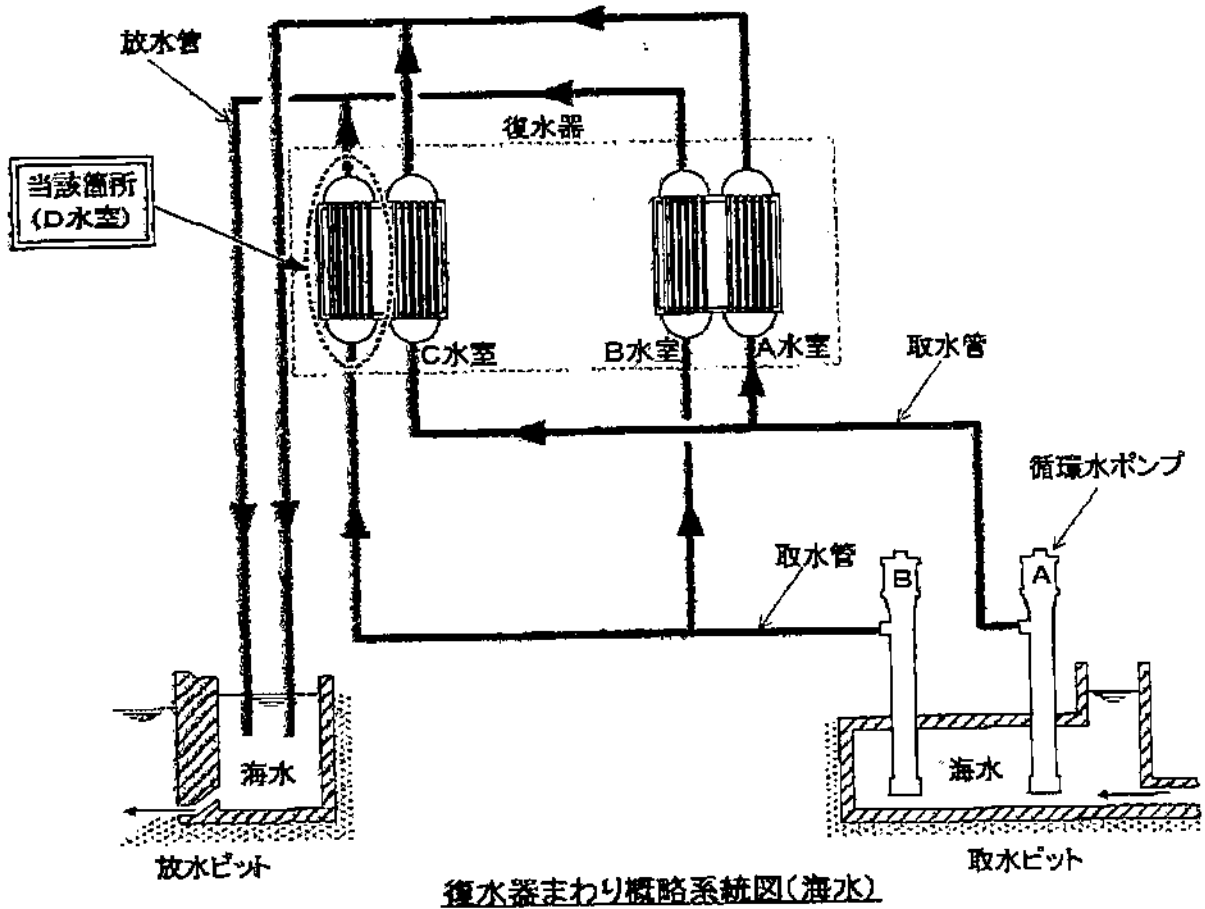 放水管
復水器
当該箇所
(D水室)
C水室
B水室
A水室
取水管
循環水ポンプ
取水管
B
A
海水
海水
放水ピット
取水ピット
復水器まわり概略系統図(海水)